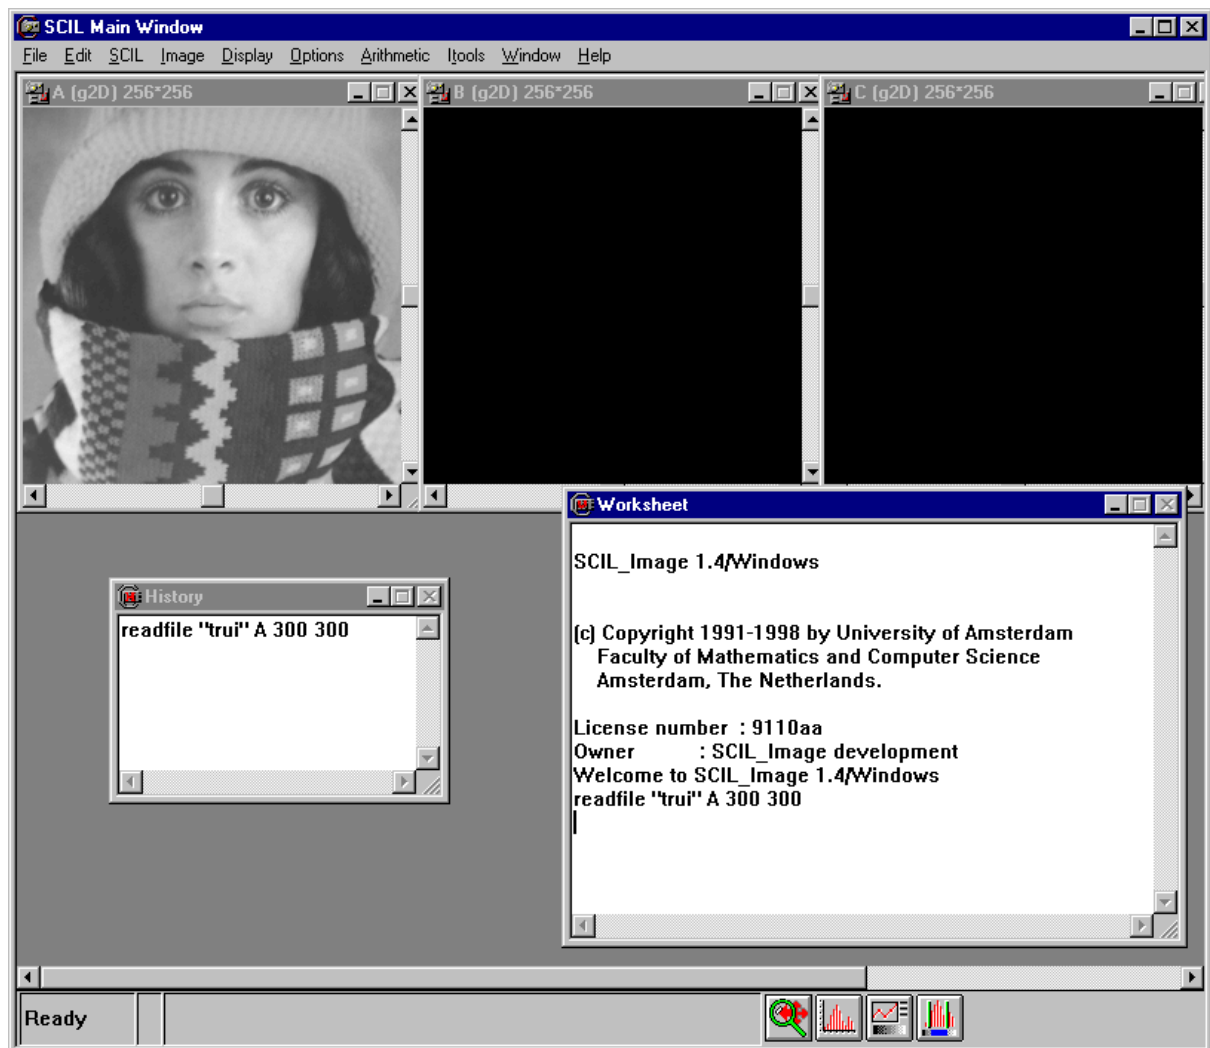 SCIL Main Window
File Edit SCIL Image Display Options Arithmetic Itools Window Help
A (g2D) 256*256
B (g2D) 256*256
C (g2D) 256*256
Worksheet
SCIL_Image 1.4/Windows
(c) Copyright 1991-1998 by University of Amsterdam
Faculty of Mathematics and Computer Science
Amsterdam, The Netherlands.
License number : 9110aa
Owner : SCIL_Image development
Welcome to SCIL_Image 1.4/Windows
readfile "trui" A 300 300
History
readfile "trui" A 300 300
Ready